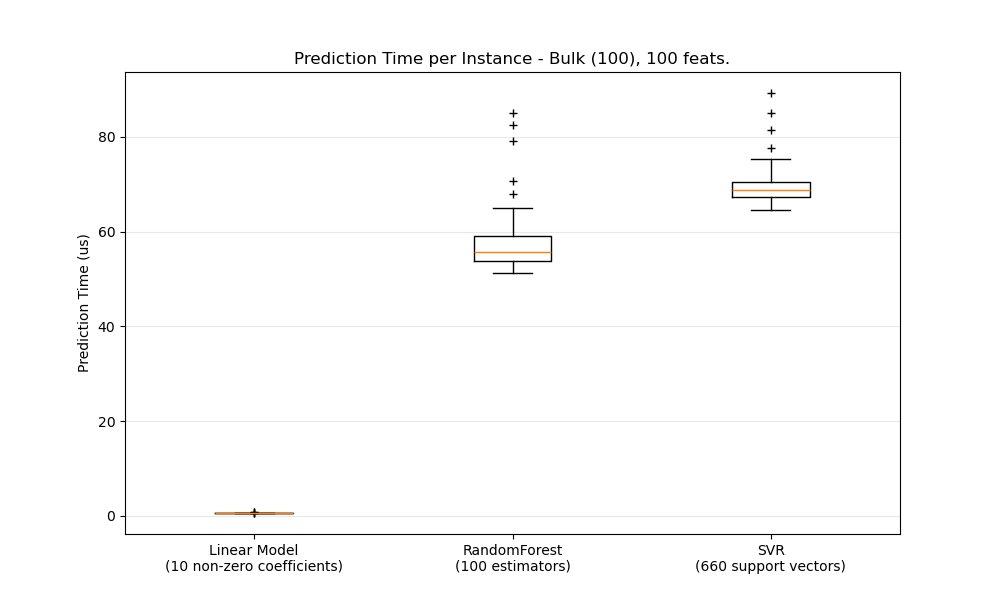 Prediction Time per Instance - Bulk (100), 100 feats.
Prediction Time (us)
80
60
40
20
0
Linear Model
(10 non-zero coefficients)
RandomForest
(100 estimators)
SVR
(660 support vectors)